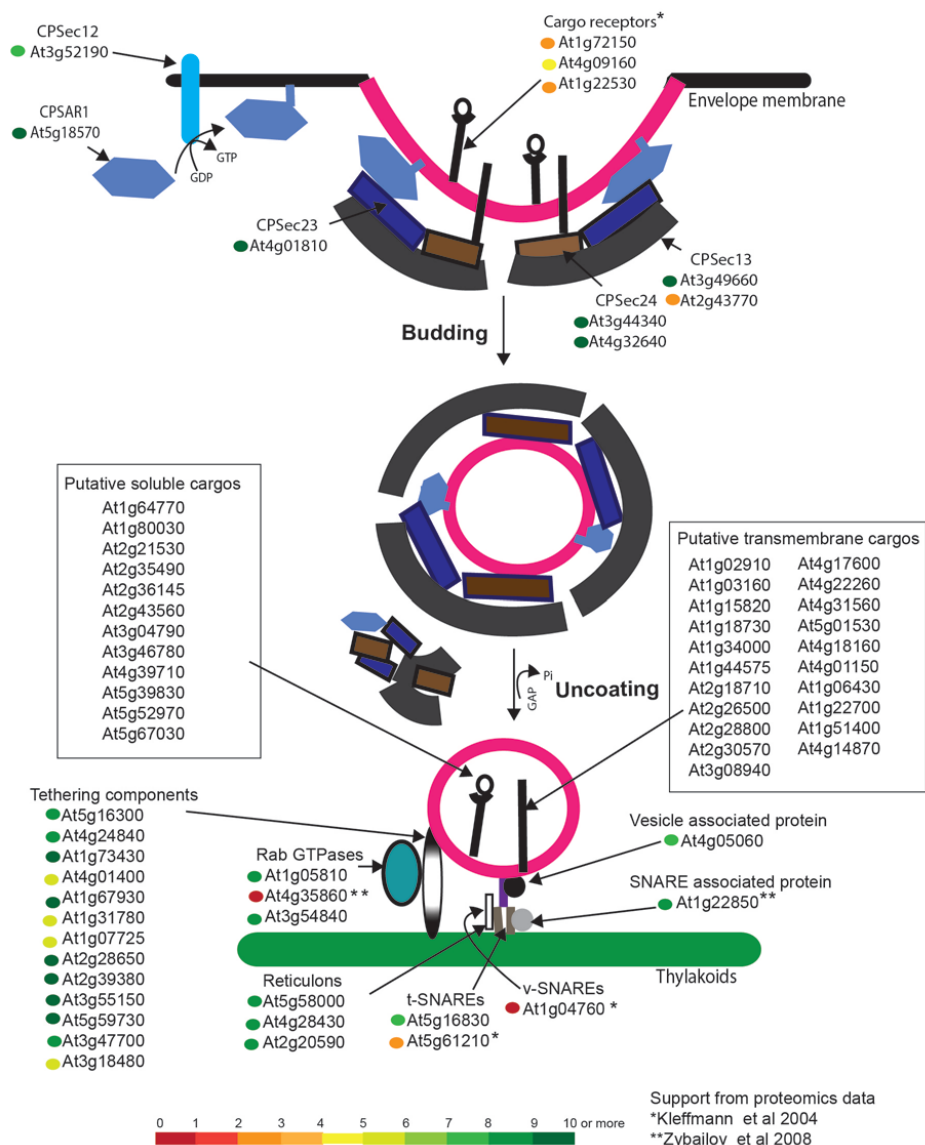 CPSec12
At3g52190
Cargo receptors*
At1g72150
At4g09160
At1g22530
Envelope membrane
CPSAR1
At5g18570
GTP
GDP
CPSec23
At4g01810
CPSec13
At3g49660
At2g43770
CPSec24
At3g44340
At4g32640
Budding
Putative soluble cargos
At1g64770
At1g80030
At2g21530
At2g35490
At2g36145
At2g43560
At3g04790
At3g46780
At4g39710
At5g39830
At5g52970
At5g67030
Putative transmembrane cargos
At1g02910 At4g17600
At1g03160 At4g22260
At1g15820 At4g31560
At1g18730 At5g01530
At1g34000 At4g18160
At1g44575 At4g01150
At2g18710 At1g06430
At2g26500 At1g22700
At2g28800 At1g51400
At2g30570 At4g14870
At3g08940
Pi
GAP
Uncoating
Tethering components
At5g16300
At4g24840
At1g73430
At4g01400
At1g67930
At1g31780
At1g07725
At2g28650
At2g39380
At3g55150
At5g59730
At3g47700
At3g18480
Rab GTPases
At1g05810
At4g35860**
At3g54840
Vesicle associated protein
At4g05060
SNARE associated protein
At1g22850**
Thylakoids
Reticulons
At5g58000
At4g28430
At2g20590
t-SNAREs
At5g16830
At5g61210*
v-SNAREs
At1g04760 *
0 1 2 3 4 5 6 7 8 9 10 or more
Support from proteomics data
*Kleffmann et al 2004
**Zybailov et al 2008